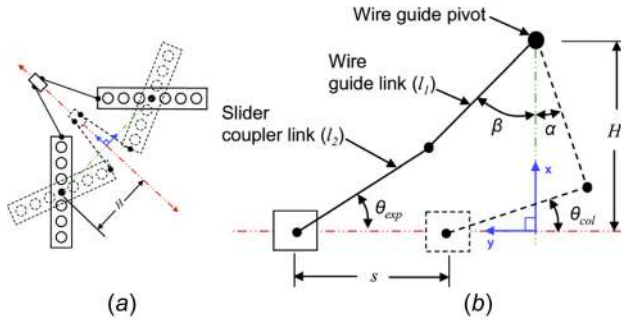 Wire guide pivot
Wire
guide link (l₁)
Slider
coupler link (l₂)
β
α
H
H
x
θexp
θcol
y
s
(a)
(b)